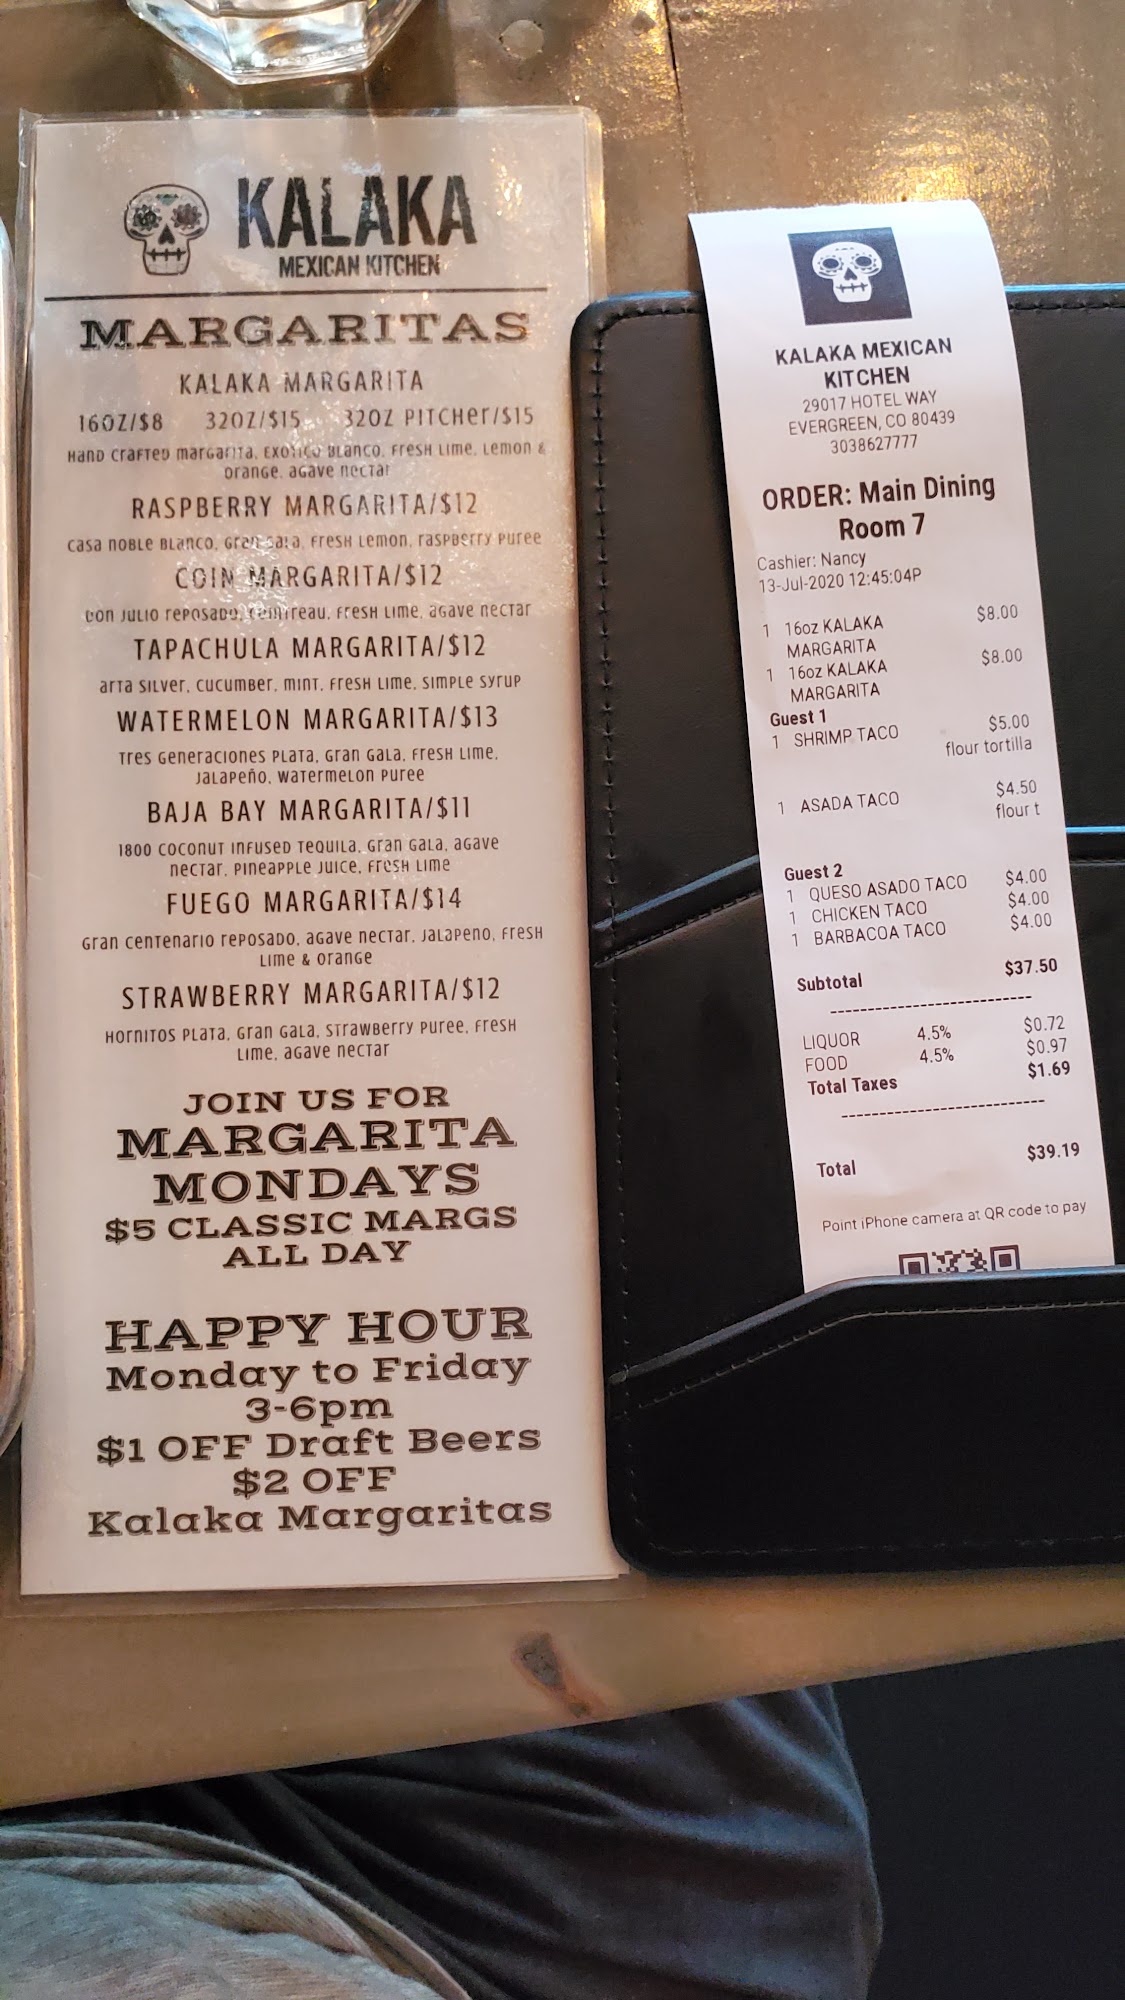 KALAKA
MEXICAN KITCHEN
MARGARITAS
KALAKA MARGARITA
16OZ/$8 32OZ/$15 32OZ PITCHER/$15
Hand crafted margarita, Exotico Blanco, fresh lime, lemon &
orange, agave nectar
RASPBERRY MARGARITA/$12
Casa Noble Blanco, Gran Gala, fresh lemon, raspberry puree
COIN MARGARITA/$12
Don Julio Reposado, Cointreau, fresh lime, agave nectar
TAPACHULA MARGARITA/$12
Arta Silver, cucumber, mint, fresh lime, simple syrup
WATERMELON MARGARITA/$13
Tres Generaciones Plata, Gran Gala, fresh lime,
jalapeño, watermelon puree
BAJA BAY MARGARITA/$11
1800 Coconut infused tequila, Gran Gala, agave
nectar, pineapple juice, fresh lime
FUEGO MARGARITA/$14
Gran Centenario Reposado, agave nectar, jalapeno, fresh
lime & orange
STRAWBERRY MARGARITA/$12
Hornitos Plata, Gran Gala, strawberry puree, fresh
lime, agave nectar
JOIN US FOR
MARGARITA
MONDAYS
$5 CLASSIC MARGS
ALL DAY
HAPPY HOUR
Monday to Friday
3-6pm
$1 OFF Draft Beers
$2 OFF
Kalaka Margaritas
KALAKA MEXICAN
KITCHEN
29017 HOTEL WAY
EVERGREEN, CO 80439
3038627777
ORDER: Main Dining
Room 7
Cashier: Nancy
13-Jul-2020 12:45:04P
1 16oz KALAKA $8.00
MARGARITA
1 16oz KALAKA $8.00
MARGARITA
Guest 1
1 SHRIMP TACO $5.00
flour tortilla
1 ASADA TACO $4.50
flour t
Guest 2
1 QUESO ASADO TACO $4.00
1 CHICKEN TACO $4.00
1 BARBACOA TACO $4.00
Subtotal $37.50
LIQUOR 4.5% $0.72
FOOD 4.5% $0.97
Total Taxes $1.69
Total $39.19
Point iPhone camera at QR code to pay